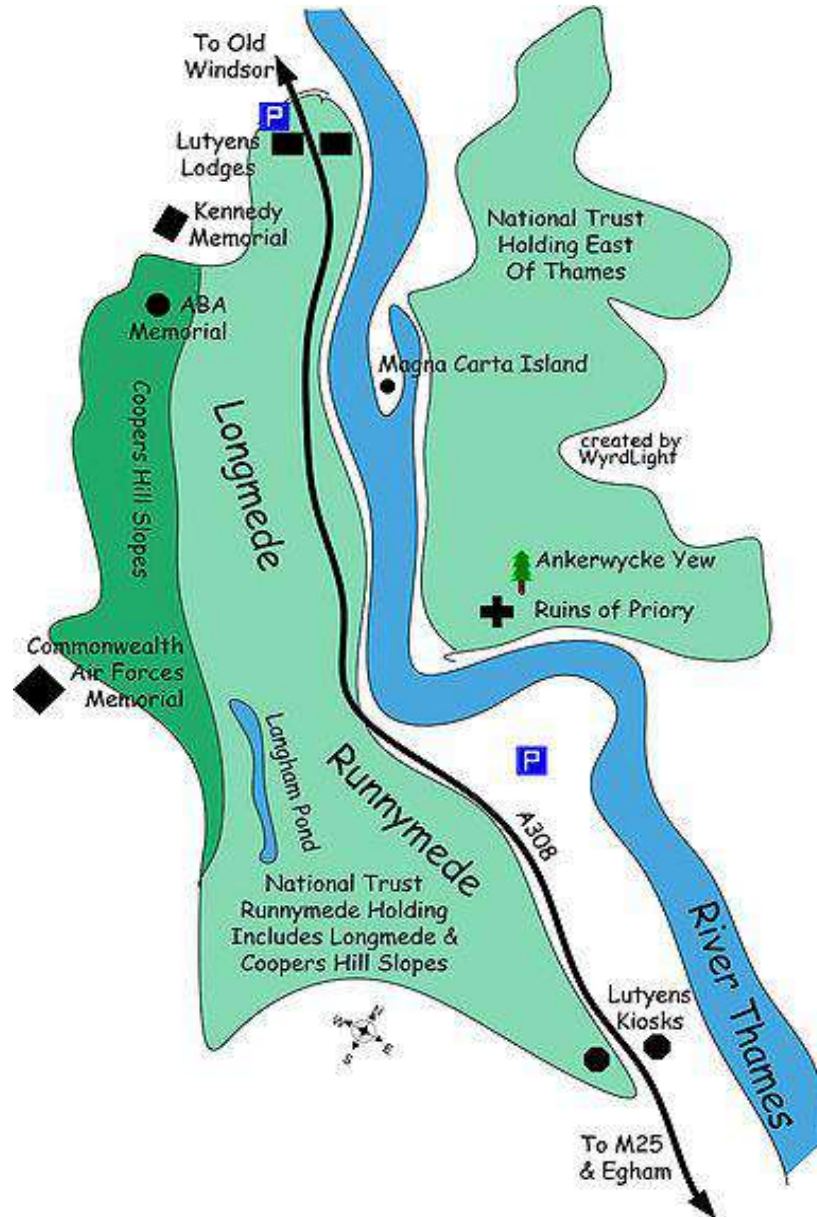 To Old
Windsor
P
Lutyens
Lodges
Kennedy
Memorial
National Trust
Holding East
Of Thames
ABA
Memorial
Magna Carta Island
Coopers Hill Slopes
Longmede
created by
WyrdLight
Ankerwycke Yew
Ruins of Priory
Commonwealth
Air Forces
Memorial
Langham Pond
Runnymede
P
A308
National Trust
Runnymede Holding
Includes Longmede &
Coopers Hill Slopes
River Thames
Lutyens
Kiosks
N
W
E
S
To M25
& Egham